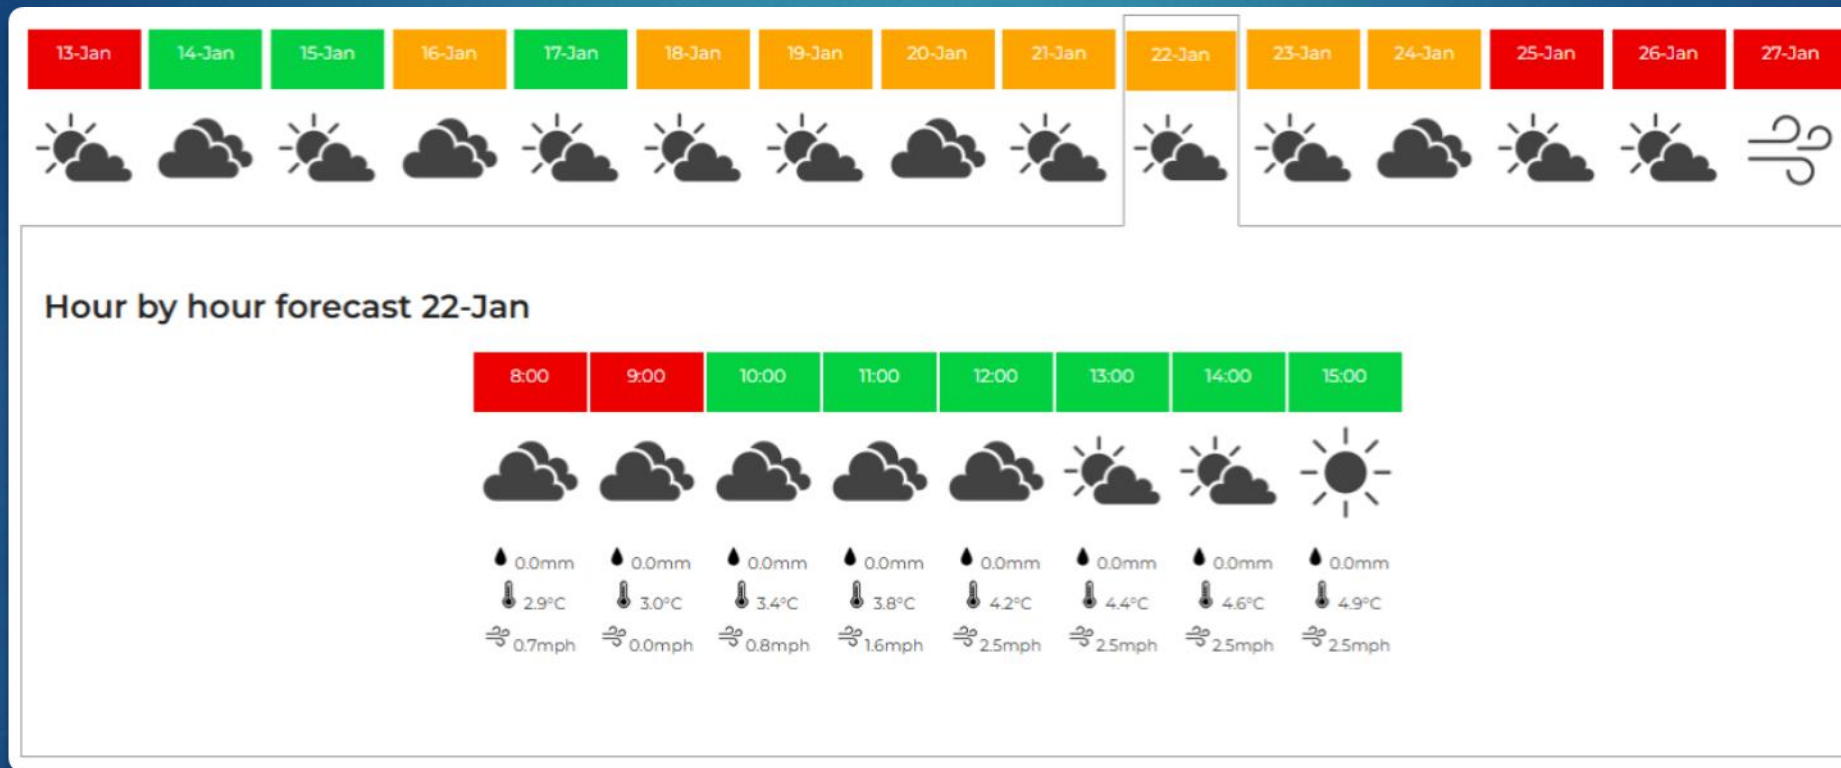 13-Jan 14-Jan 15-Jan 16-Jan 17-Jan 18-Jan 19-Jan 20-Jan 21-Jan 22-Jan 23-Jan 24-Jan 25-Jan 26-Jan 27-Jan
Hour by hour forecast 22-Jan
8:00 9:00 10:00 11:00 12:00 13:00 14:00 15:00
0.0mm 0.0mm 0.0mm 0.0mm 0.0mm 0.0mm 0.0mm 0.0mm
2.9°C 3.0°C 3.4°C 3.8°C 4.2°C 4.4°C 4.6°C 4.9°C
0.7mph 0.0mph 0.8mph 1.6mph 2.5mph 2.5mph 2.5mph 2.5mph